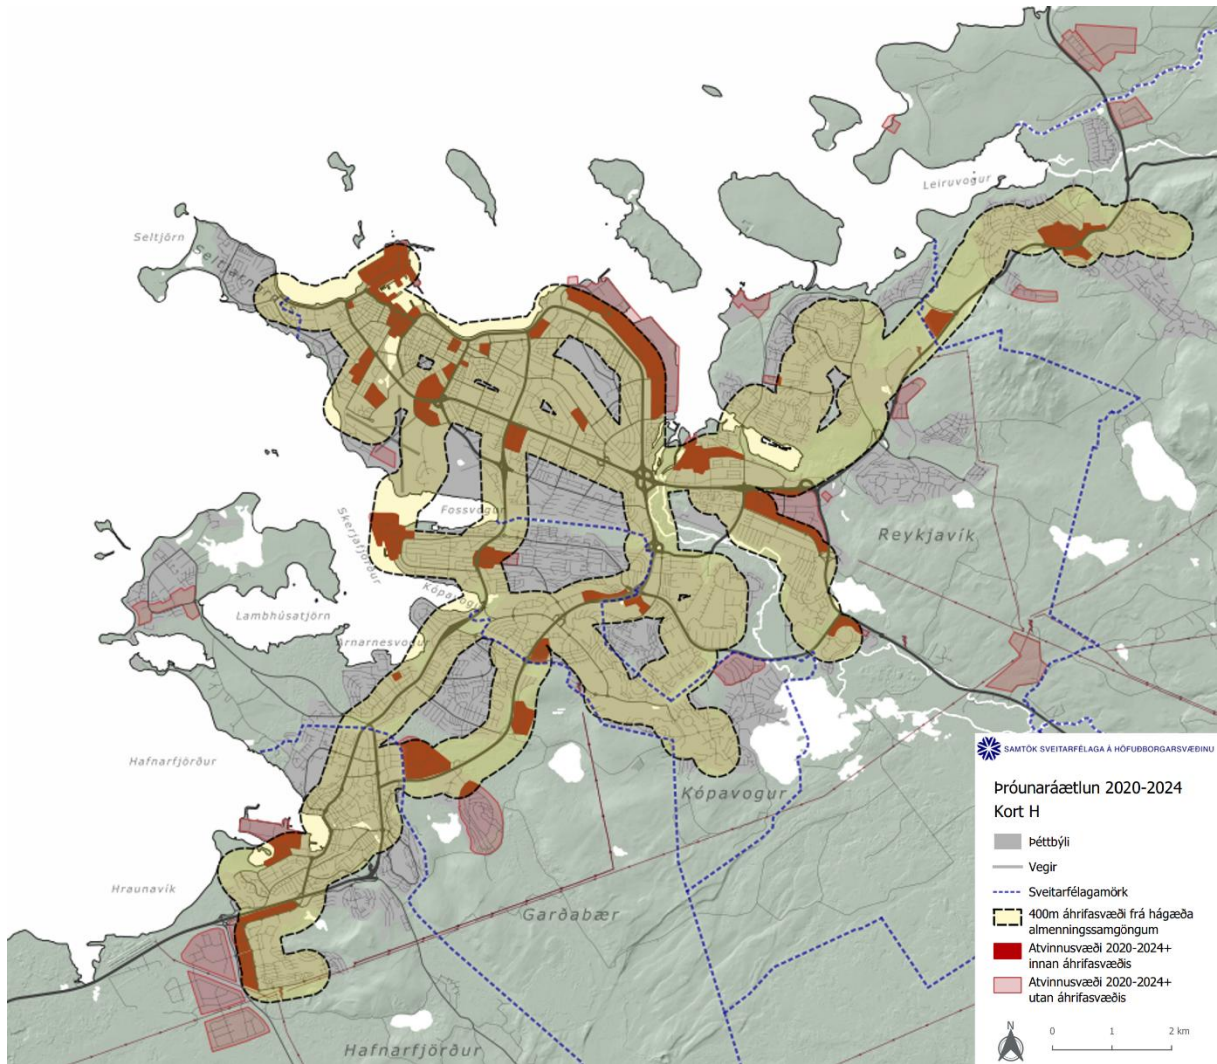 Leiruvogur
Seltjörn
Seltjarnarnes
Fossvogur
Skerjafjörður
Reykjavík
Kópavogur
Lambhúsatjörn
Arnarnesvogur
Hafnarfjörður
Kópavogur
Hraunavík
Garðabær
Hafnarfjörður
SAMTÖK SVEITARFÉLAGA Á HÖFUÐBORGARSVÆÐINU
Þróunaráætlun 2020-2024
Kort H
Þéttbýli
Vegir
Sveitarfélagamörk
400m áhrifasvæði frá hágæða
almenningssamgöngum
Atvinnusvæði 2020-2024+
innan áhrifasvæðis
Atvinnusvæði 2020-2024+
utan áhrifasvæðis
N
0 1 2 km